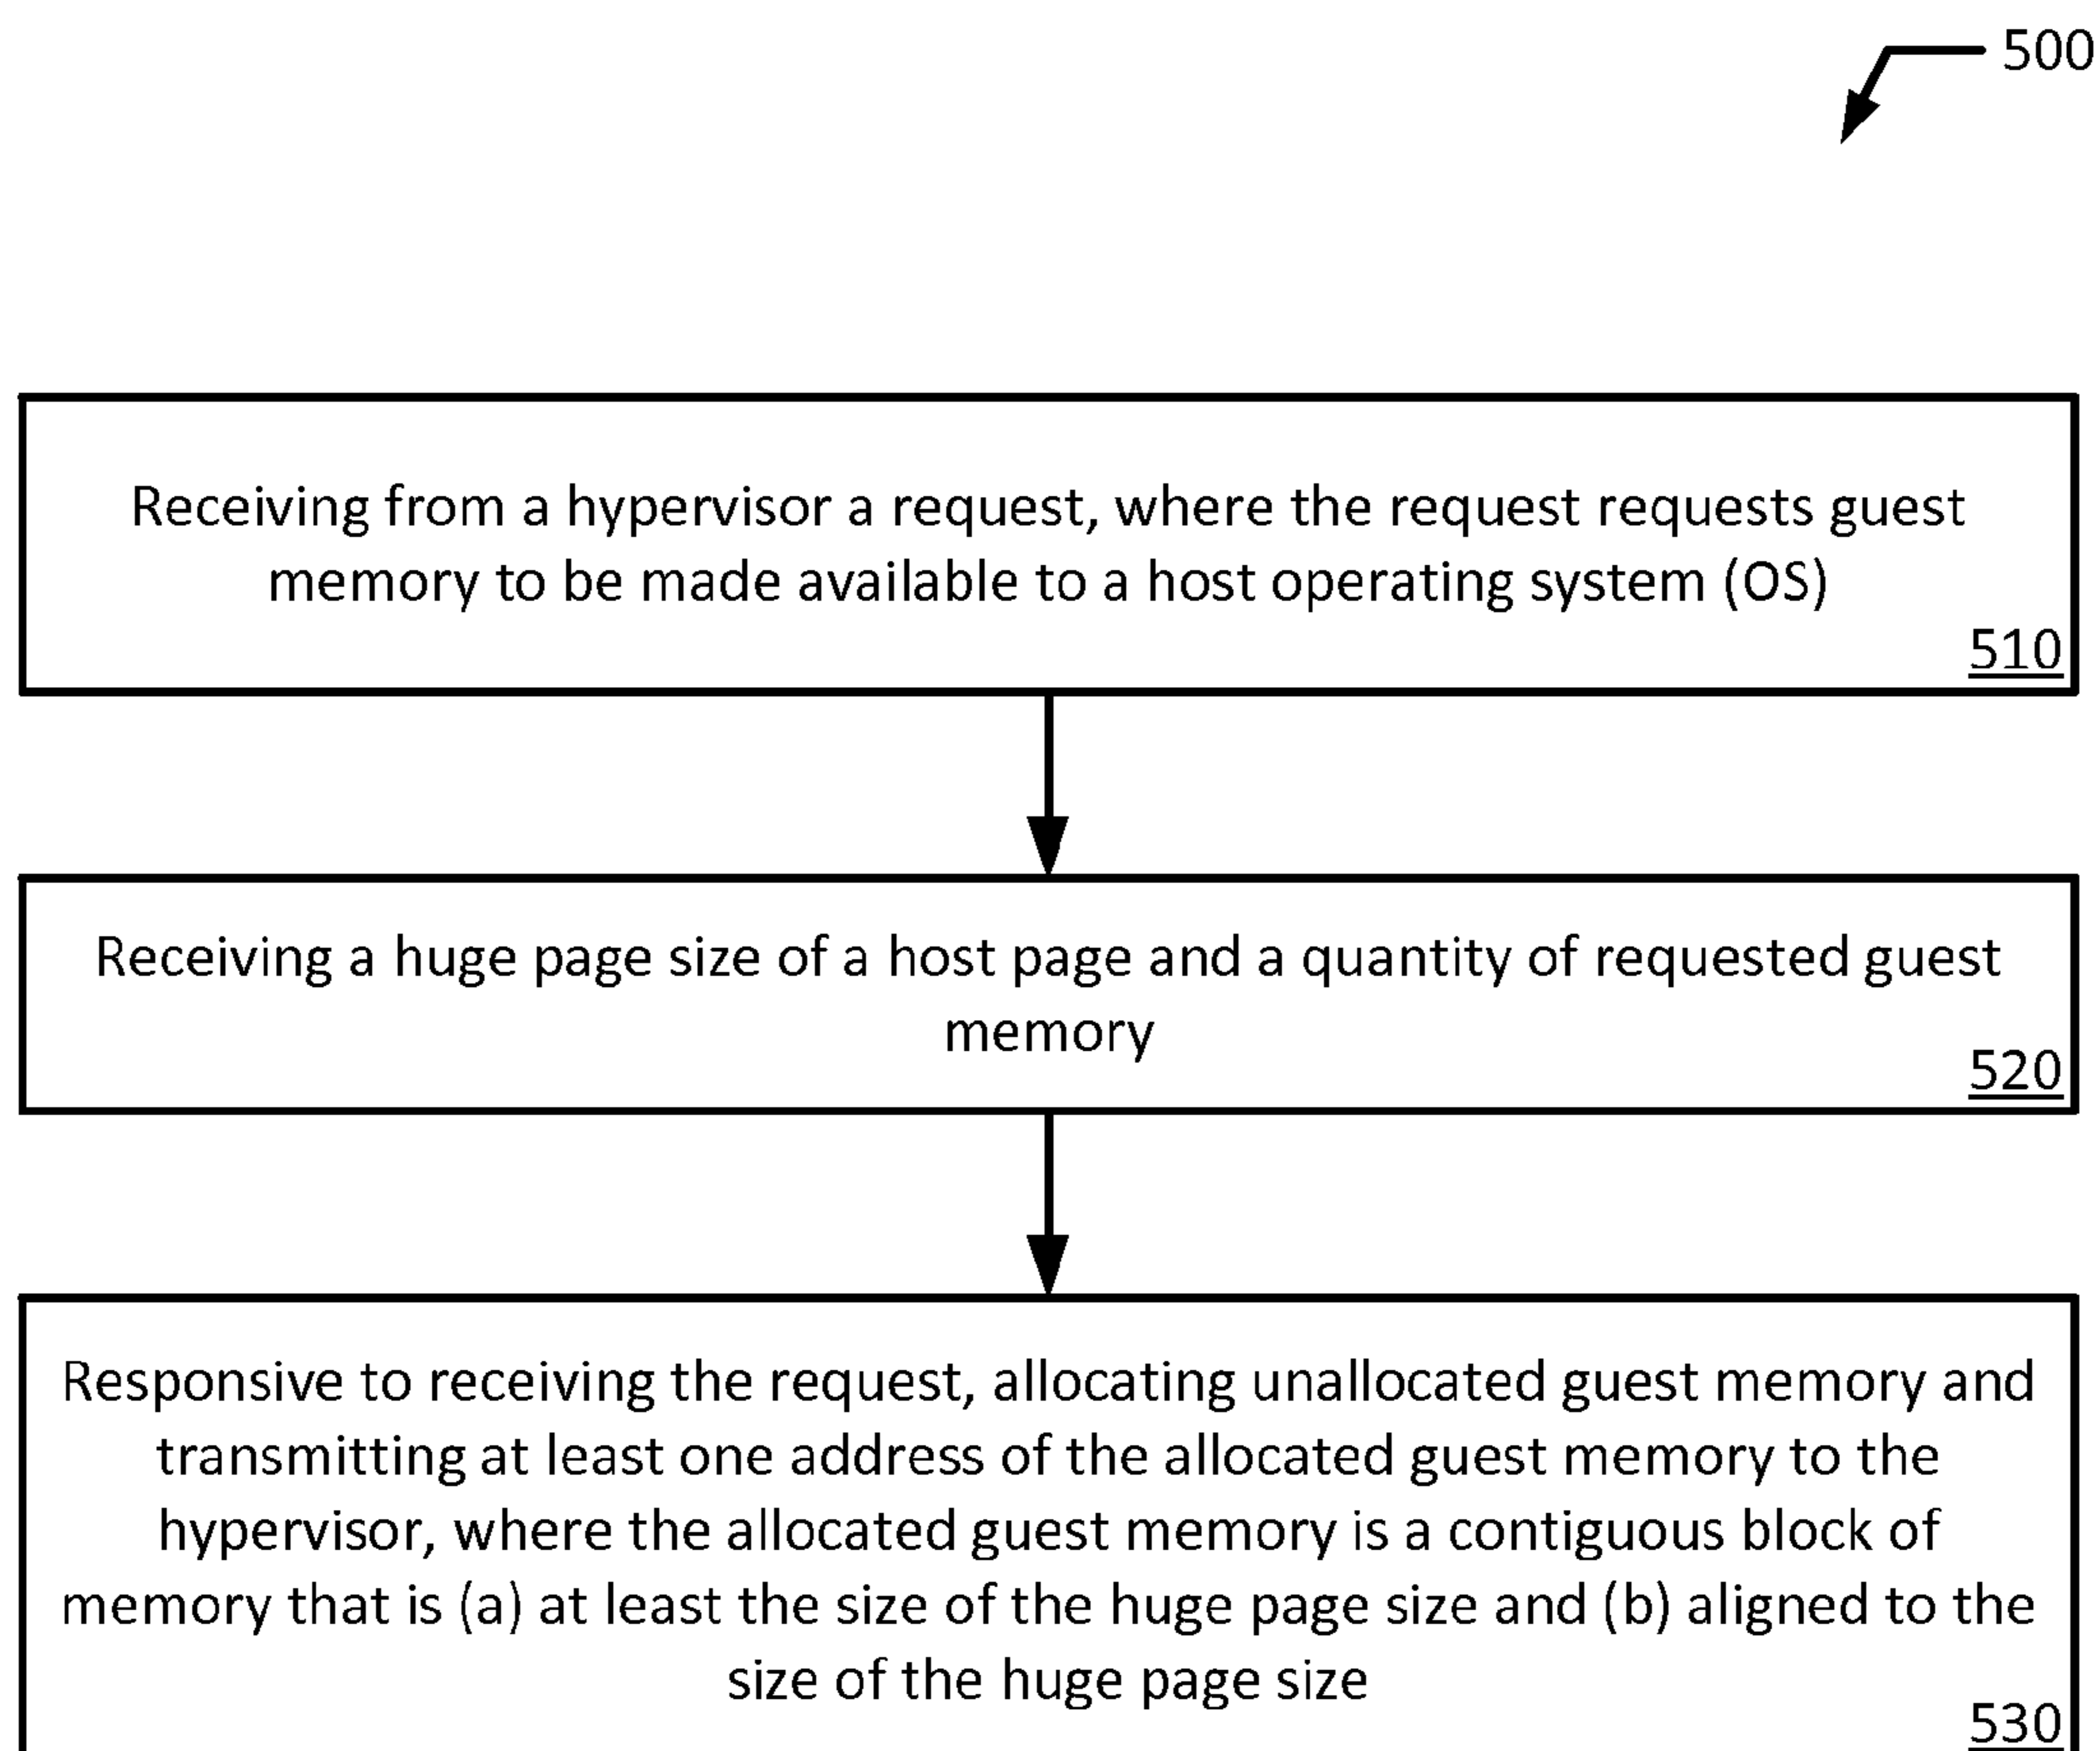 500
Receiving from a hypervisor a request, where the request requests guest
memory to be made available to a host operating system (OS)
510
Receiving a huge page size of a host page and a quantity of requested guest
memory
520
Responsive to receiving the request, allocating unallocated guest memory and
transmitting at least one address of the allocated guest memory to the
hypervisor, where the allocated guest memory is a contiguous block of
memory that is (a) at least the size of the huge page size and (b) aligned to the
size of the huge page size
530